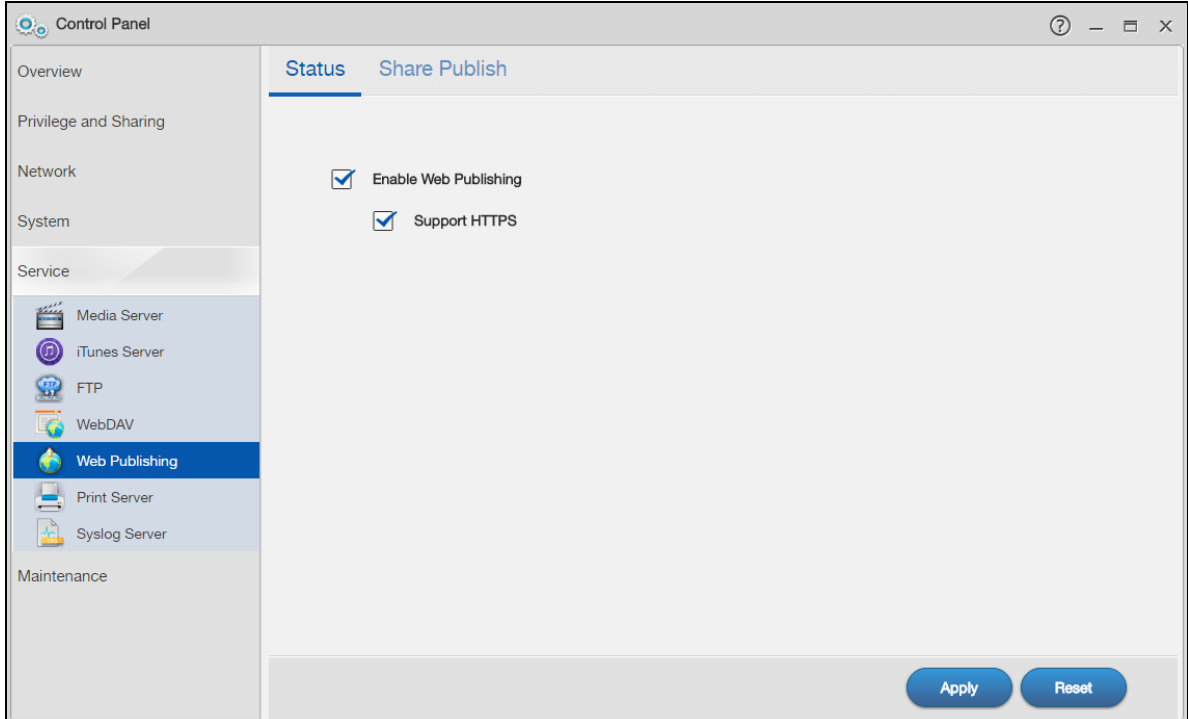 Control Panel
Overview
Privilege and Sharing
Network
System
Service
Media Server
iTunes Server
FTP
WebDAV
Web Publishing
Print Server
Syslog Server
Maintenance
Status Share Publish
Enable Web Publishing
Support HTTPS
Apply Reset